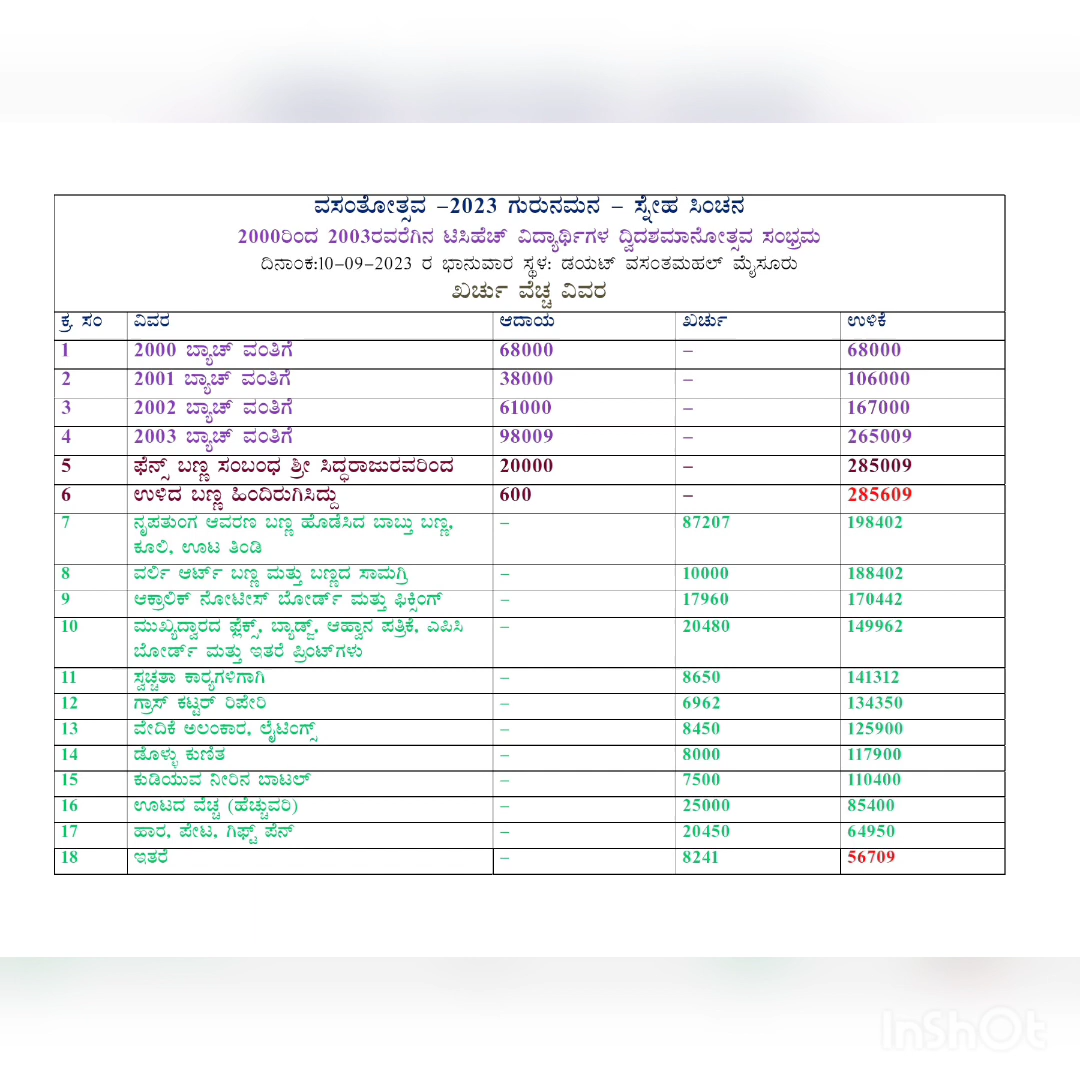 ವಸಂತೋತ್ಸವ –2023 ಗುರುನಮನ – ಸ್ನೇಹ ಸಿಂಚನ
2000ರಿಂದ 2003ರವರೆಗಿನ ಟಿಸಿಹೆಚ್ ವಿದ್ಯಾರ್ಥಿಗಳ ದ್ವಿದಶಮಾನೋತ್ಸವ ಸಂಭ್ರಮ
ದಿನಾಂಕ:10–09–2023 ರ ಭಾನುವಾರ ಸ್ಥಳ: ಡಯಟ್ ವಸಂತಮಹಲ್ ಮೈಸೂರು
ಖರ್ಚು ವೆಚ್ಚ ವಿವರ
ಕ್ರ. ಸಂ ವಿವರ ಆದಾಯ ಖರ್ಚು ಉಳಿಕೆ
1 2000 ಬ್ಯಾಚ್ ವಂತಿಗೆ 68000 – 68000
2 2001 ಬ್ಯಾಚ್ ವಂತಿಗೆ 38000 – 106000
3 2002 ಬ್ಯಾಚ್ ವಂತಿಗೆ 61000 – 167000
4 2003 ಬ್ಯಾಚ್ ವಂತಿಗೆ 98009 – 265009
5 ಫೆನ್ಸ್ ಬಣ್ಣ ಸಂಬಂಧ ಶ್ರೀ ಸಿದ್ಧರಾಜುರವರಿಂದ 20000 – 285009
6 ಉಳಿದ ಬಣ್ಣ ಹಿಂದಿರುಗಿಸಿದ್ದು 600 – 285609
7 ನೃಪತುಂಗ ಆವರಣ ಬಣ್ಣ ಹೊಡೆಸಿದ ಬಾಬ್ತು ಬಣ್ಣ, – 87207 198402
ಕೂಲಿ, ಊಟ ತಿಂಡಿ
8 ವರ್ಲಿ ಆರ್ಟ್ ಬಣ್ಣ ಮತ್ತು ಬಣ್ಣದ ಸಾಮಗ್ರಿ – 10000 188402
9 ಆಕ್ರಾಲಿಕ್ ನೋಟೀಸ್ ಬೋರ್ಡ್ ಮತ್ತು ಫಿಕ್ಸಿಂಗ್ – 17960 170442
10 ಮುಖ್ಯದ್ವಾರದ ಫ್ಲೆಕ್ಸ್, ಬ್ಯಾಡ್ಜ್, ಆಹ್ವಾನ ಪತ್ರಿಕೆ, ಎಪಿಸಿ – 20480 149962
ಬೋರ್ಡ್ ಮತ್ತು ಇತರೆ ಪ್ರಿಂಟ್‌ಗಳು
11 ಸ್ವಚ್ಚತಾ ಕಾರ‍್ಯಗಳಿಗಾಗಿ – 8650 141312
12 ಗ್ರಾಸ್ ಕಟ್ಟರ್ ರಿಪೇರಿ – 6962 134350
13 ವೇದಿಕೆ ಅಲಂಕಾರ, ಲೈಟಿಂಗ್ಸ್ – 8450 125900
14 ಡೊಳ್ಳು ಕುಣಿತ – 8000 117900
15 ಕುಡಿಯುವ ನೀರಿನ ಬಾಟಲ್ – 7500 110400
16 ಊಟದ ವೆಚ್ಚ (ಹೆಚ್ಚುವರಿ) – 25000 85400
17 ಹಾರ, ಪೇಟ, ಗಿಫ್ಟ್ ಪೆನ್ – 20450 64950
18 ಇತರೆ – 8241 56709
InShOt